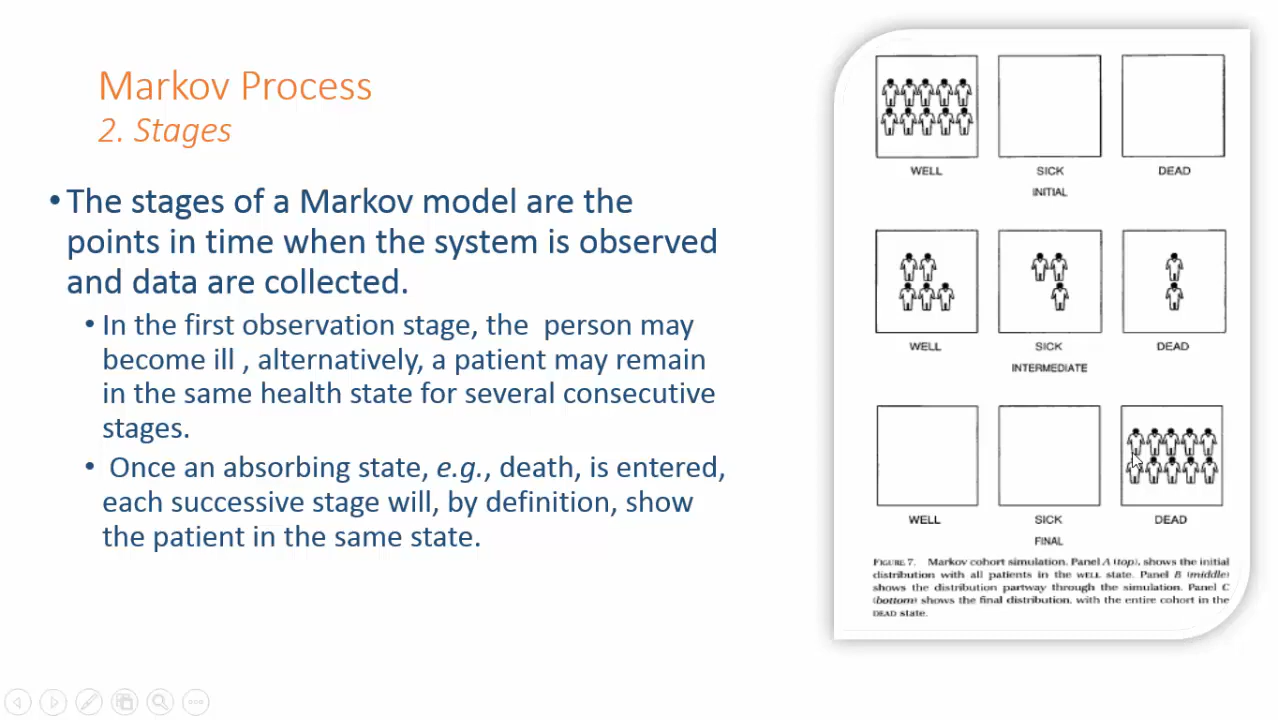 Markov Process
2. Stages
•The stages of a Markov model are the
points in time when the system is observed
and data are collected.
• In the first observation stage, the  person may
become ill , alternatively, a patient may remain
in the same health state for several consecutive
stages.
•  Once an absorbing state, e.g., death, is entered,
each successive stage will, by definition, show
the patient in the same state.
WELL SICK DEAD
INITIAL
WELL SICK DEAD
INTERMEDIATE
WELL SICK DEAD
FINAL
FIGURE 7. Markov cohort simulation. Panel A (top), shows the initial
distribution with all patients in the WELL state. Panel B (middle)
shows the distribution partway through the simulation. Panel C
(bottom) shows the final distribution, with the entire cohort in the
DEAD state.